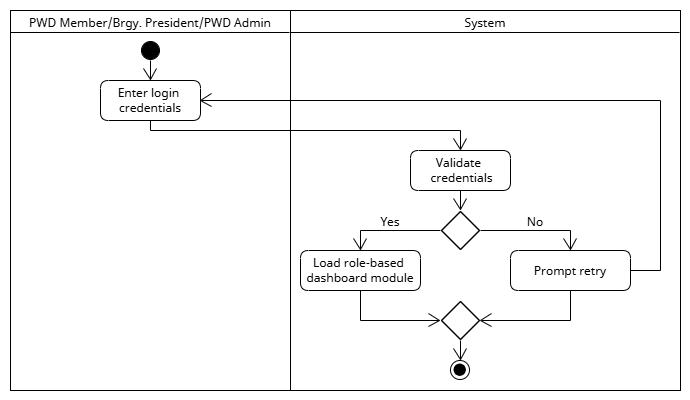 PWD Member/Brgy. President/PWD Admin
System
Enter login
credentials
Validate
credentials
Yes
No
Load role-based
dashboard module
Prompt retry